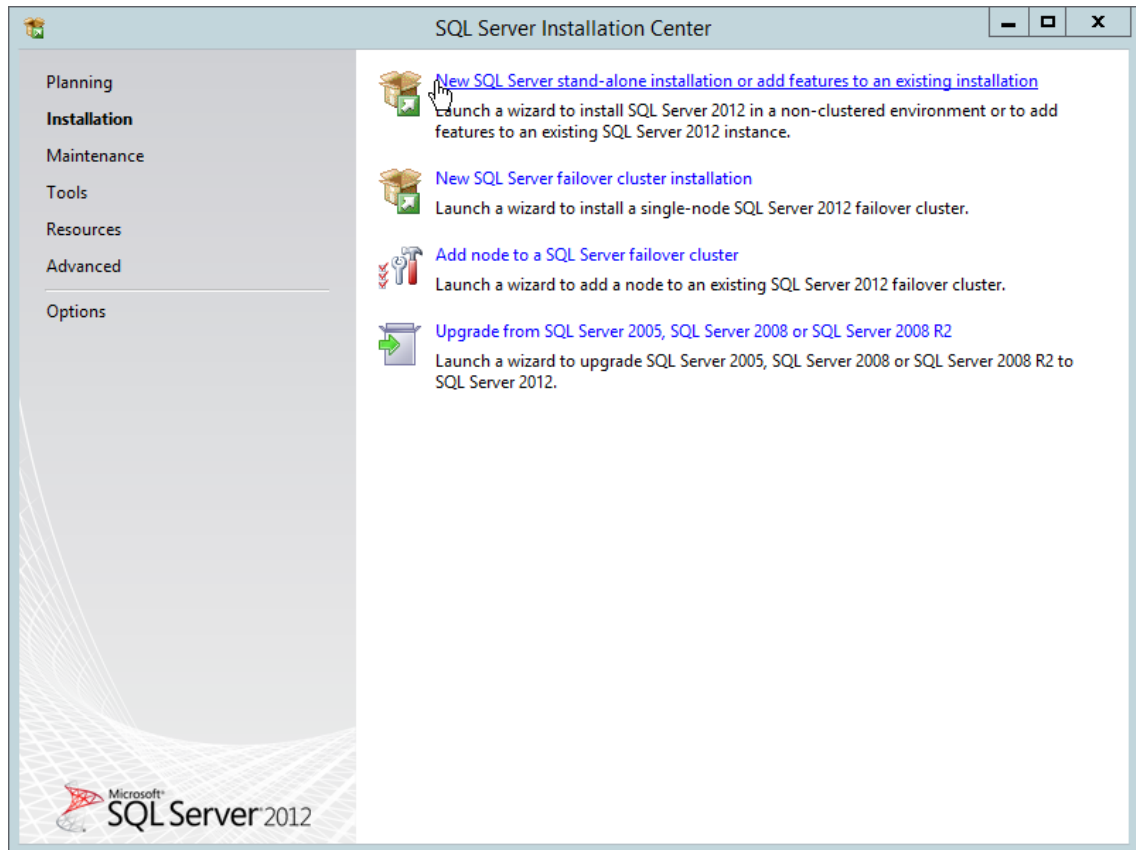 SQL Server Installation Center
Planning
Installation
Maintenance
Tools
Resources
Advanced
Options
New SQL Server stand-alone installation or add features to an existing installation
Launch a wizard to install SQL Server 2012 in a non-clustered environment or to add
features to an existing SQL Server 2012 instance.
New SQL Server failover cluster installation
Launch a wizard to install a single-node SQL Server 2012 failover cluster.
Add node to a SQL Server failover cluster
Launch a wizard to add a node to an existing SQL Server 2012 failover cluster.
Upgrade from SQL Server 2005, SQL Server 2008 or SQL Server 2008 R2
Launch a wizard to upgrade SQL Server 2005, SQL Server 2008 or SQL Server 2008 R2 to
SQL Server 2012.
Microsoft®
SQL Server® 2012